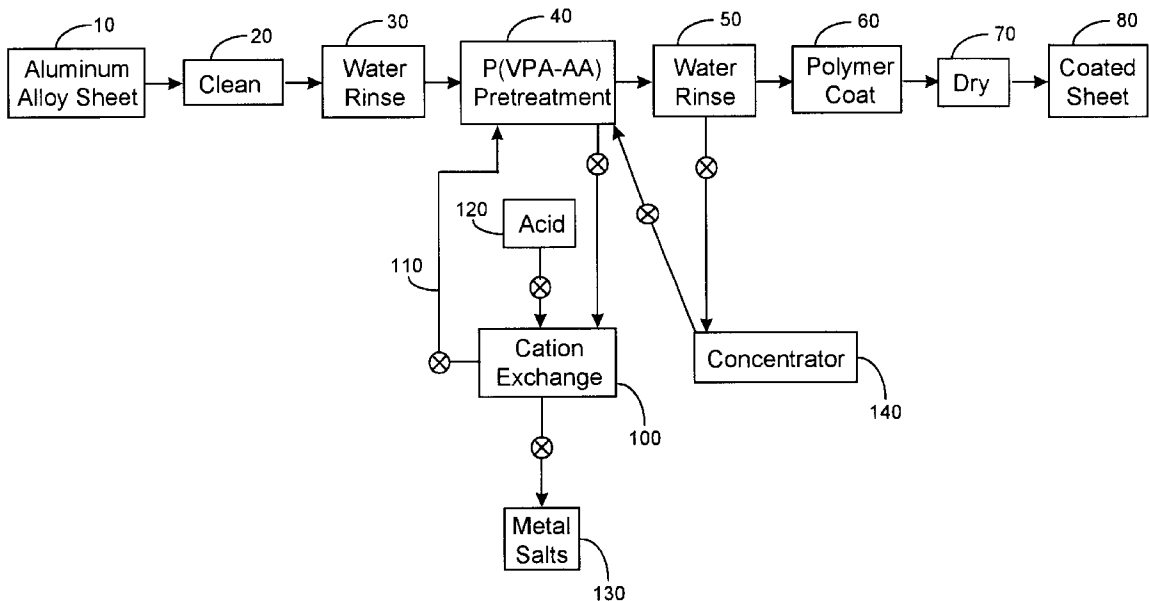 10
20
30
40
50
60
70
80
Aluminum
Alloy Sheet
Clean
Water
Rinse
P(VPA-AA)
Pretreatment
Water
Rinse
Polymer
Coat
Dry
Coated
Sheet
120
Acid
110
Cation
Exchange
100
Concentrator
140
Metal
Salts
130